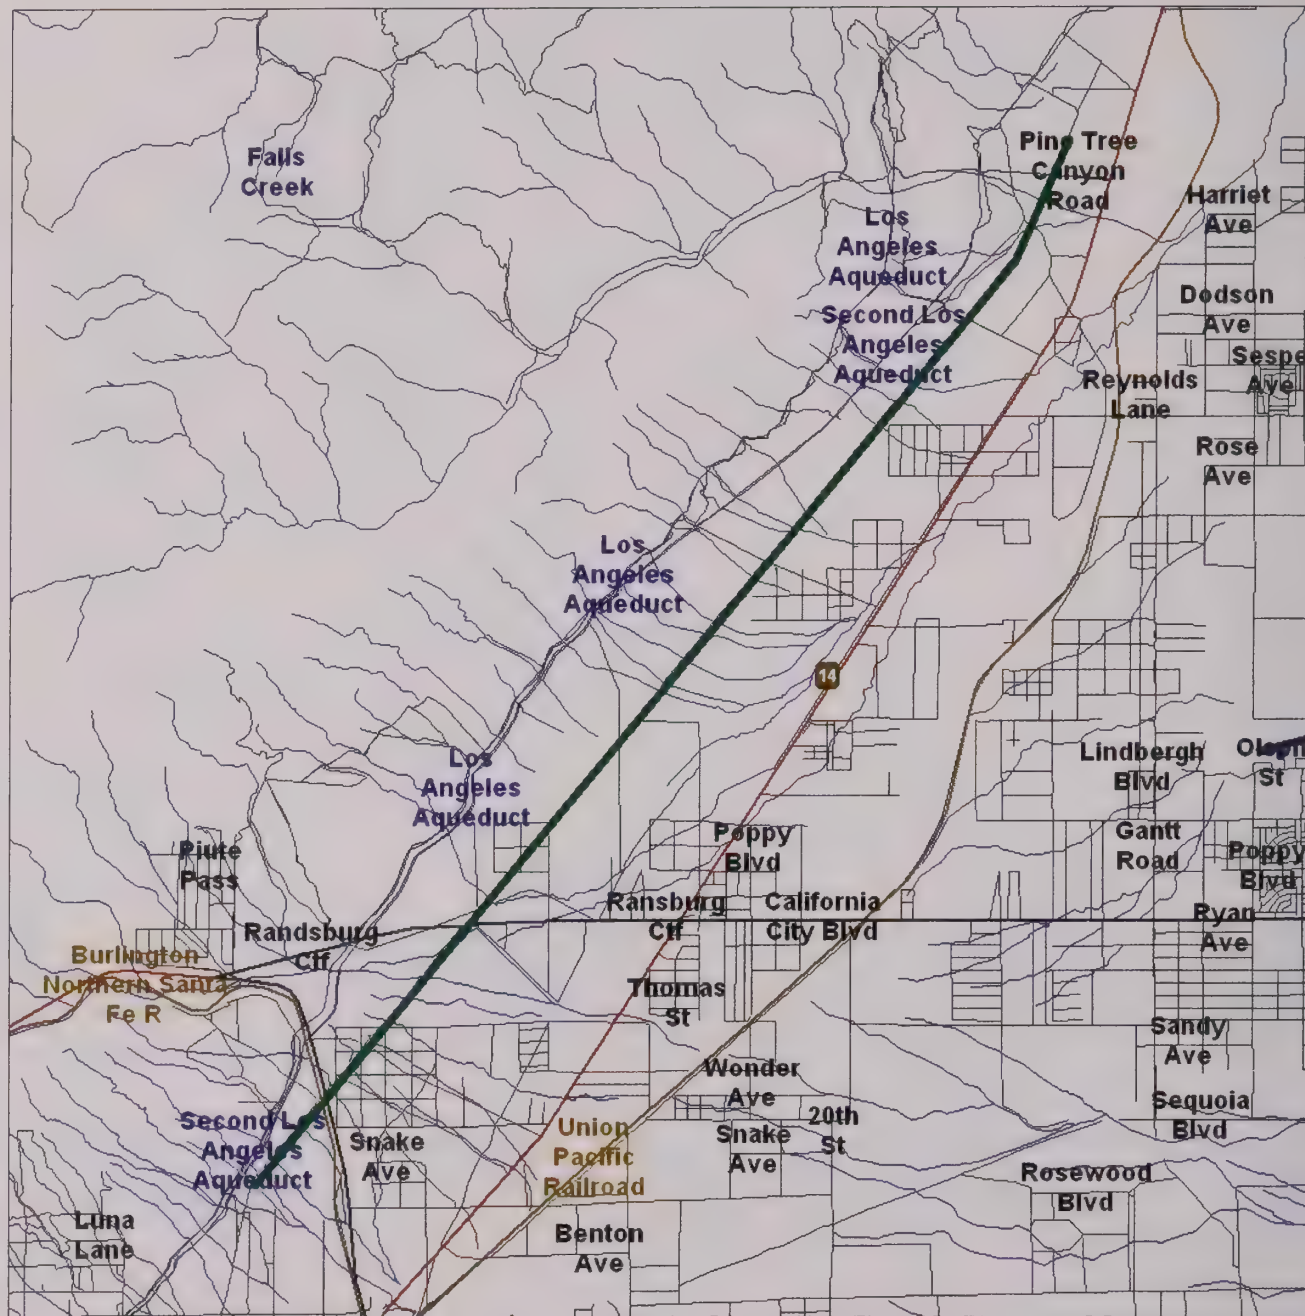 Pine Tree
Canyon
Road
Falls
Creek
Harriet
Ave
Los
Angeles
Aqueduct
Dodson
Ave
Second Los
Angeles
Aqueduct
Sespe
Ave
Reynolds
Lane
Rose
Ave
Los
Angeles
Aqueduct
14
Lindbergh
Blvd
Olson
St
Los
Angeles
Aqueduct
Poppy
Blvd
Gantt
Road
Piute
Pass
Poppy
Blvd
Ransburg
Ctf
California
City Blvd
Ryan
Ave
Randsburg
Ctf
Burlington
Northern Santa
Fe R
Thomas
St
Sandy
Ave
Wonder
Ave
Sequoia
Blvd
20th
St
Second Los
Angeles
Aqueduct
Snake
Ave
Union
Pacific
Railroad
Snake
Ave
Rosewood
Blvd
Luna
Lane
Benton
Ave